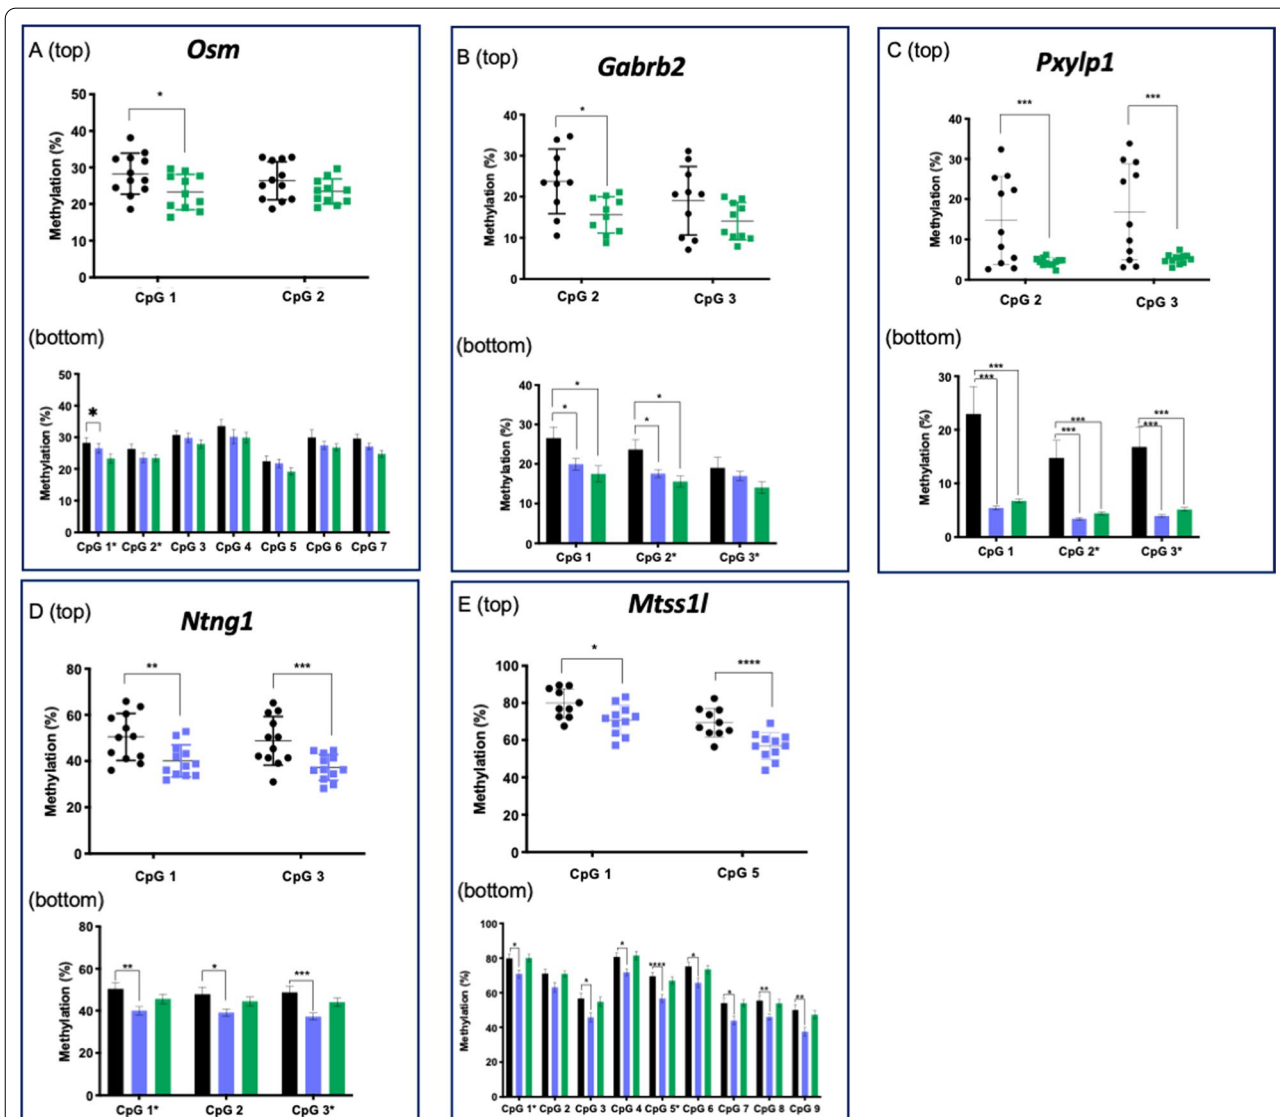 A (top)
Osm
*
Methylation (%)
50
40
30
20
10
0
CpG 1
CpG 2
(bottom)
*
Methylation (%)
50
40
30
20
10
0
CpG 1*
CpG 2*
CpG 3
CpG 4
CpG 5
CpG 6
CpG 7
B (top)
Gabrb2
*
Methylation (%)
40
30
20
10
0
CpG 2
CpG 3
(bottom)
*
*
*
*
Methylation (%)
40
30
20
10
0
CpG 1
CpG 2*
CpG 3*
C (top)
Pxylp1
***
***
Methylation (%)
40
30
20
10
0
CpG 2
CpG 3
(bottom)
***
***
***
***
***
***
Methylation (%)
30
20
10
0
CpG 1
CpG 2*
CpG 3*
D (top)
Ntng1
**
***
Methylation (%)
80
60
40
20
0
CpG 1
CpG 3
(bottom)
**
*
***
Methylation (%)
80
60
40
20
0
CpG 1*
CpG 2
CpG 3*
E (top)
Mtss1l
*
****
Methylation (%)
100
80
60
40
20
0
CpG 1
CpG 5
(bottom)
*
*
*
****
*
*
**
**
Methylation (%)
100
80
60
40
20
0
CpG 1*
CpG 2
CpG 3
CpG 4
CpG 5*
CpG 6
CpG 7
CpG 8
CpG 9